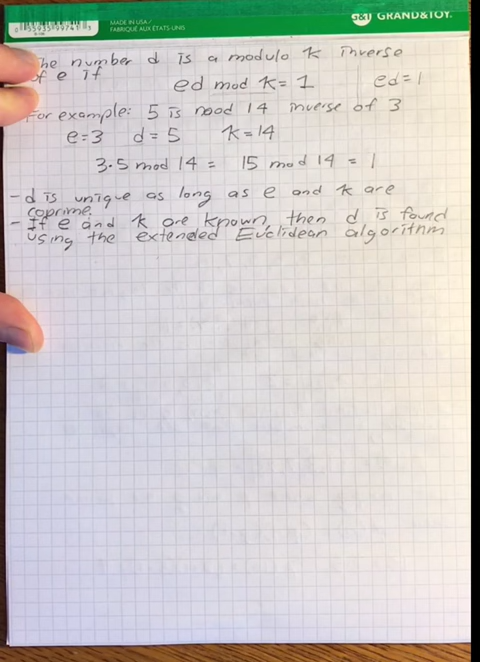 MADE IN USA /
FABRIQUÉ AUX ÉTATS-UNIS
G&T GRAND&TOY.
The number d is a modulo k inverse
of e if
ed mod k = 1 ed = 1
For example: 5 is mod 14 inverse of 3
e=3 d=5 k=14
3·5 mod 14 = 15 mod 14 = 1
- d is unique as long as e and k are
coprime.
- If e and k are known, then d is found
using the extended Euclidean algorithm